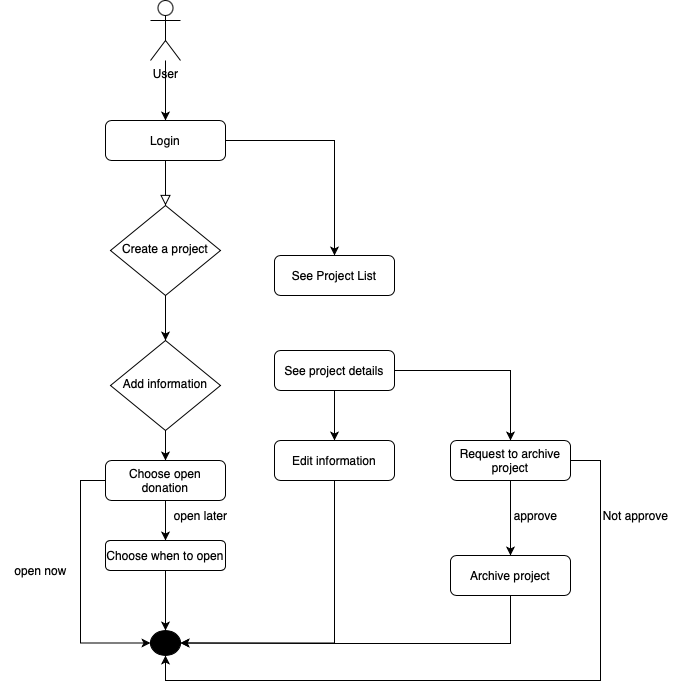 User
Login
Create a project
See Project List
See project details
Add information
Edit information
Request to archive
project
Choose open
donation
open later
approve
Not approve
Choose when to open
open now
Archive project